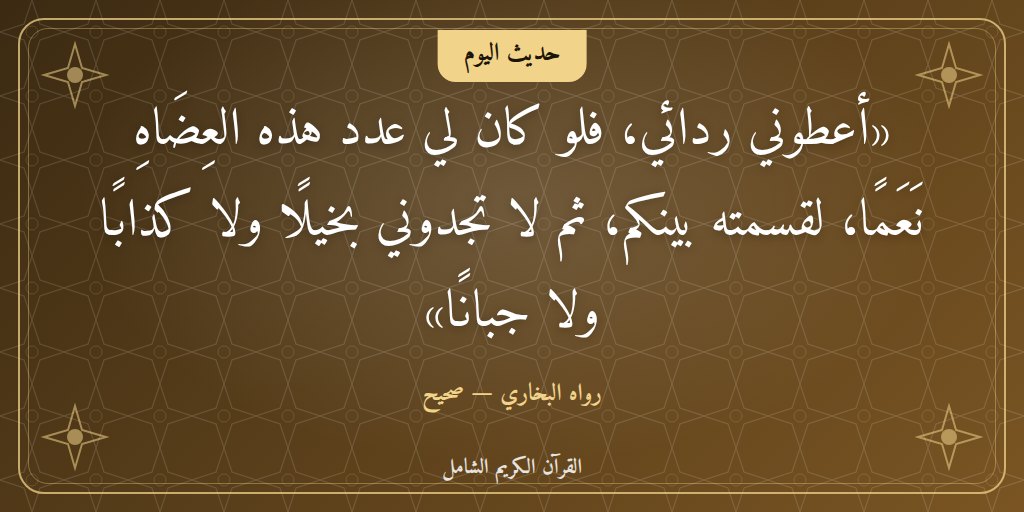 حديث اليوم
«أعطوني ردائي، فلو كان لي عدد هذه العِضَاهِ
نَعَمًا، لقسمته بينكم، ثم لا تجدوني بخيلًا ولا كذابًا
ولا جبانًا»
رواه البخاري — صحيح
القرآن الكريم الشامل